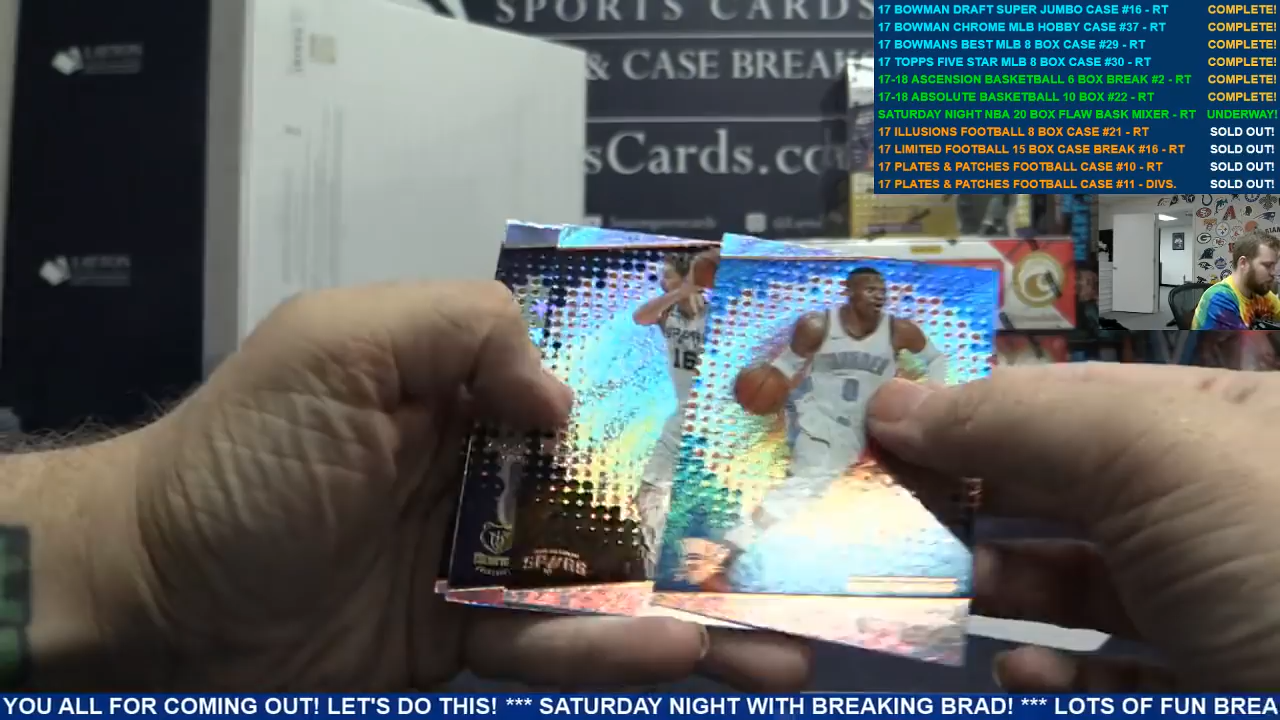 SPORTS CARDS
& CASE BREAK
sCards.co
17 BOWMAN DRAFT SUPER JUMBO CASE #16 - RT COMPLETE!
17 BOWMAN CHROME MLB HOBBY CASE #37 - RT COMPLETE!
17 BOWMANS BEST MLB 8 BOX CASE #29 - RT COMPLETE!
17 TOPPS FIVE STAR MLB 8 BOX CASE #30 - RT COMPLETE!
17-18 ASCENSION BASKETBALL 6 BOX BREAK #2 - RT COMPLETE!
17-18 ABSOLUTE BASKETBALL 10 BOX #22 - RT COMPLETE!
SATURDAY NIGHT NBA 20 BOX FLAW BASK MIXER - RT UNDERWAY!
17 ILLUSIONS FOOTBALL 8 BOX CASE #21 - RT SOLD OUT!
17 LIMITED FOOTBALL 15 BOX CASE BREAK #16 - RT SOLD OUT!
17 PLATES & PATCHES FOOTBALL CASE #10 - RT SOLD OUT!
17 PLATES & PATCHES FOOTBALL CASE #11 - DIVS. SOLD OUT!
16
THUNDER
0
SPURS
YOU ALL FOR COMING OUT! LET'S DO THIS! *** SATURDAY NIGHT WITH BREAKING BRAD! *** LOTS OF FUN BREA